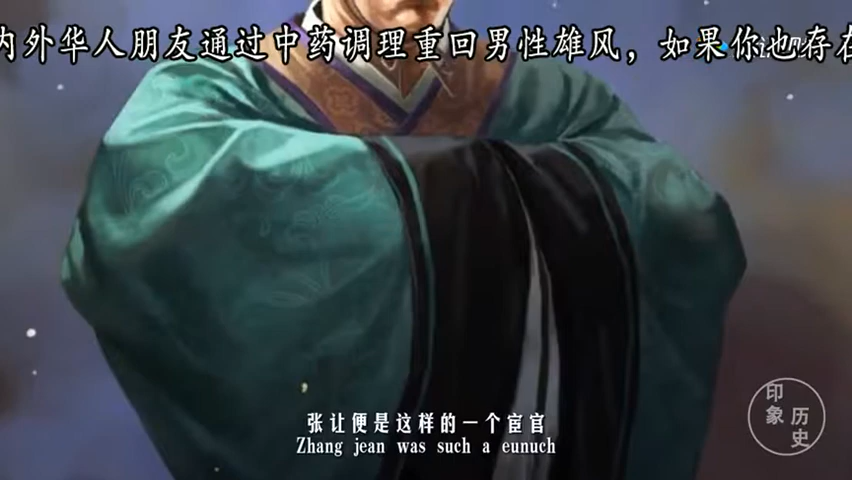 内外华人朋友通过中药调理重回男性雄风，如果你也存在
张让便是这样的一个宦官
Zhang jean was such a eunuch
印象
历史